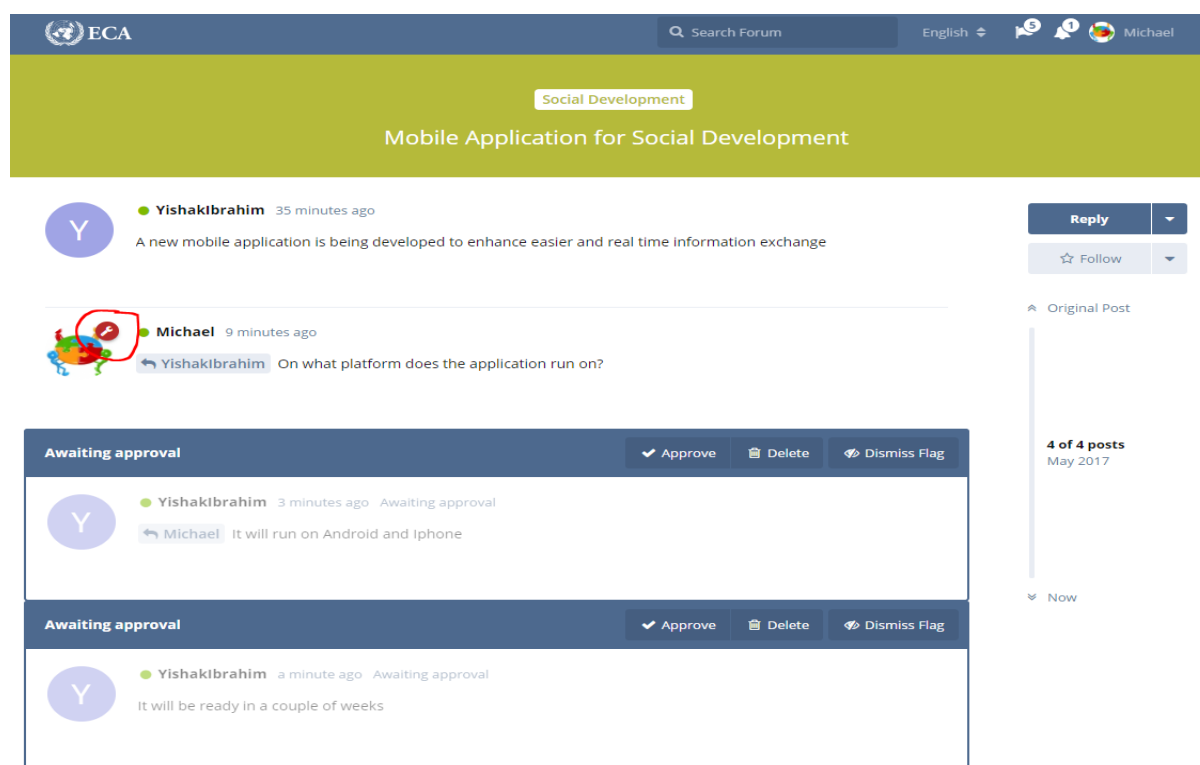 ECA
Search Forum
English
5
1
Michael
Social Development
Mobile Application for Social Development
Y
YishakIbrahim 35 minutes ago
A new mobile application is being developed to enhance easier and real time information exchange
Reply
Follow
Original Post
Michael 9 minutes ago
YishakIbrahim On what platform does the application run on?
4 of 4 posts
May 2017
Now
Awaiting approval Approve Delete Dismiss Flag
Y
YishakIbrahim 3 minutes ago Awaiting approval
Michael It will run on Android and Iphone
Awaiting approval Approve Delete Dismiss Flag
Y
YishakIbrahim a minute ago Awaiting approval
It will be ready in a couple of weeks